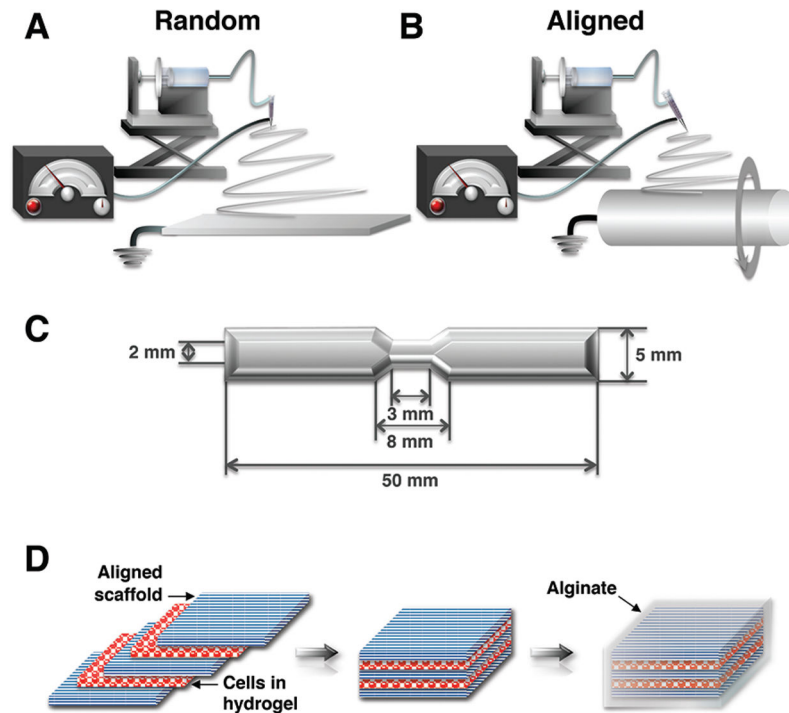 A
Random
B
Aligned
C
2 mm
5 mm
3 mm
8 mm
50 mm
D
Aligned
scaffold
Cells in
hydrogel
Alginate